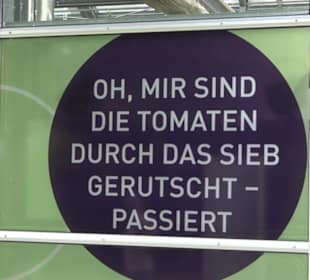 OH, MIR SIND
DIE TOMATEN
DURCH DAS SIEB
GERUTSCHT –
PASSIERT